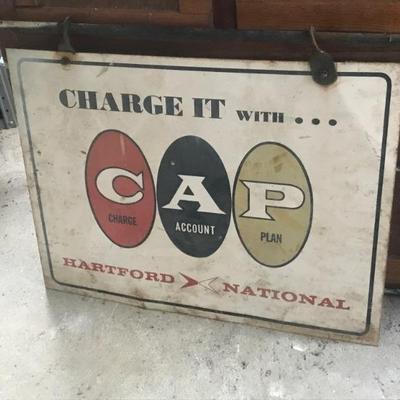 CHARGE IT WITH...
C A P
CHARGE ACCOUNT PLAN
HARTFORD NATIONAL